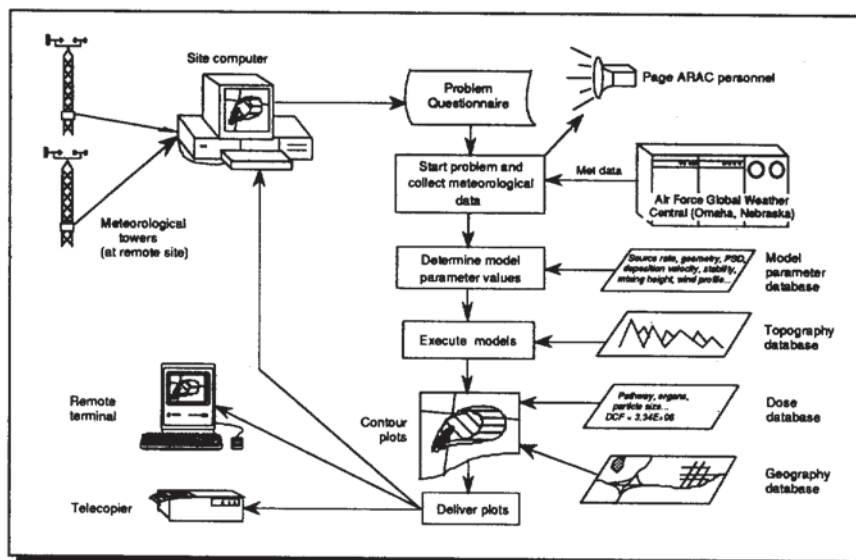 Site computer
Problem
Questionnaire
Page ARAC personnel
Start problem and
collect meteorological
data
Met data
Air Force Global Weather
Central (Omaha, Nebraska)
Meteorological
towers
(at remote site)
Determine model
parameter values
Source rate, geometry, PSD,
deposition velocity, stability,
mixing height, wind profile...
Model
parameter
database
Execute models
Topography
database
Remote
terminal
Contour
plots
Pathway, organs,
particle size...
DCF = 3.34E+06
Dose
database
Geography
database
Telecopier
Deliver plots